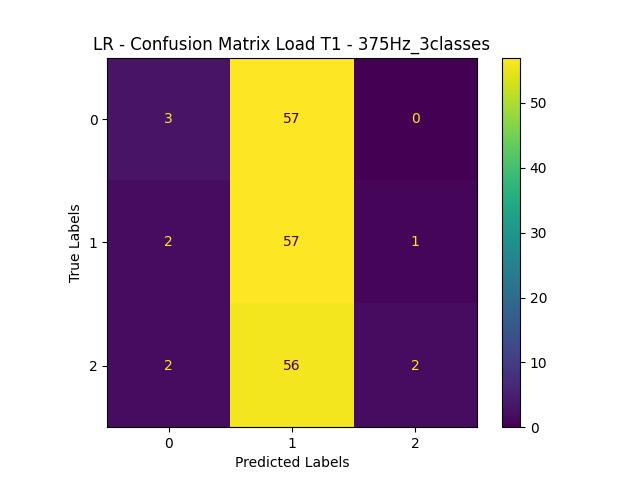 LR - Confusion Matrix Load T1 - 375Hz_3classes
True Labels
0 3 57 0
1 2 57 1
2 2 56 2
0 1 2
Predicted Labels
50
40
30
20
10
0